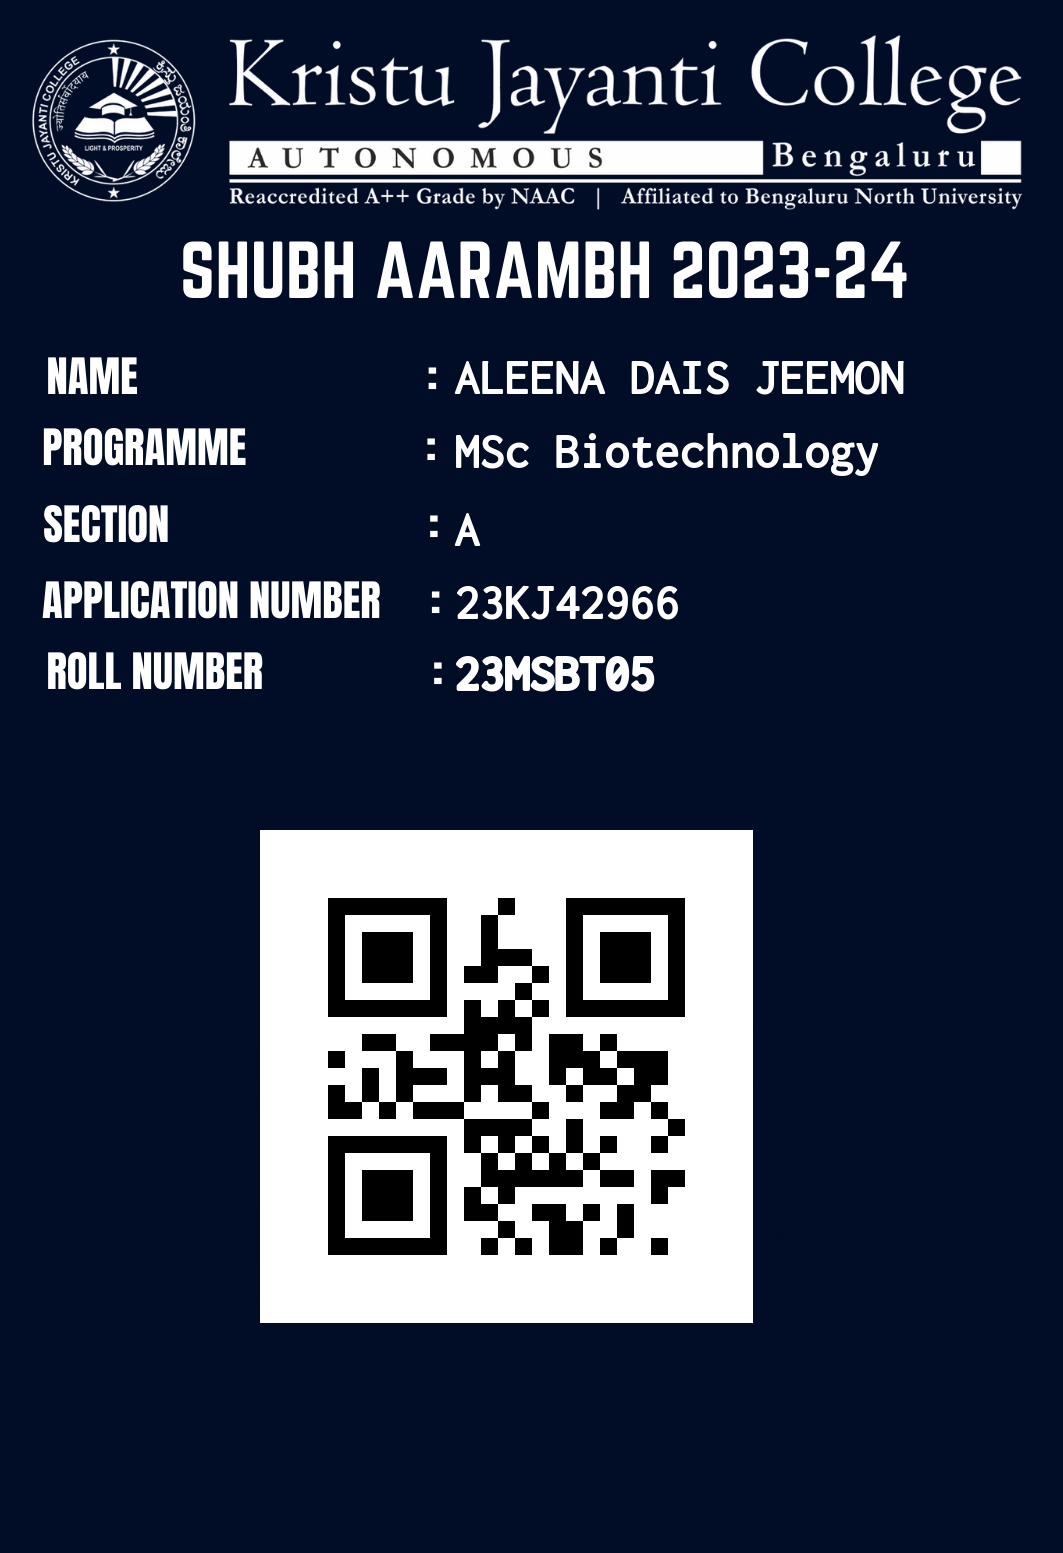 Kristu Jayanti College
AUTONOMOUS Bengaluru
Reaccredited A++ Grade by NAAC | Affiliated to Bengaluru North University
KRISTU JAYANTI COLLEGE
LIGHT & PROSPERITY
SHUBH AARAMBH 2023-24
NAME : ALEENA DAIS JEEMON
PROGRAMME : MSc Biotechnology
SECTION : A
APPLICATION NUMBER : 23KJ42966
ROLL NUMBER : 23MSBT05